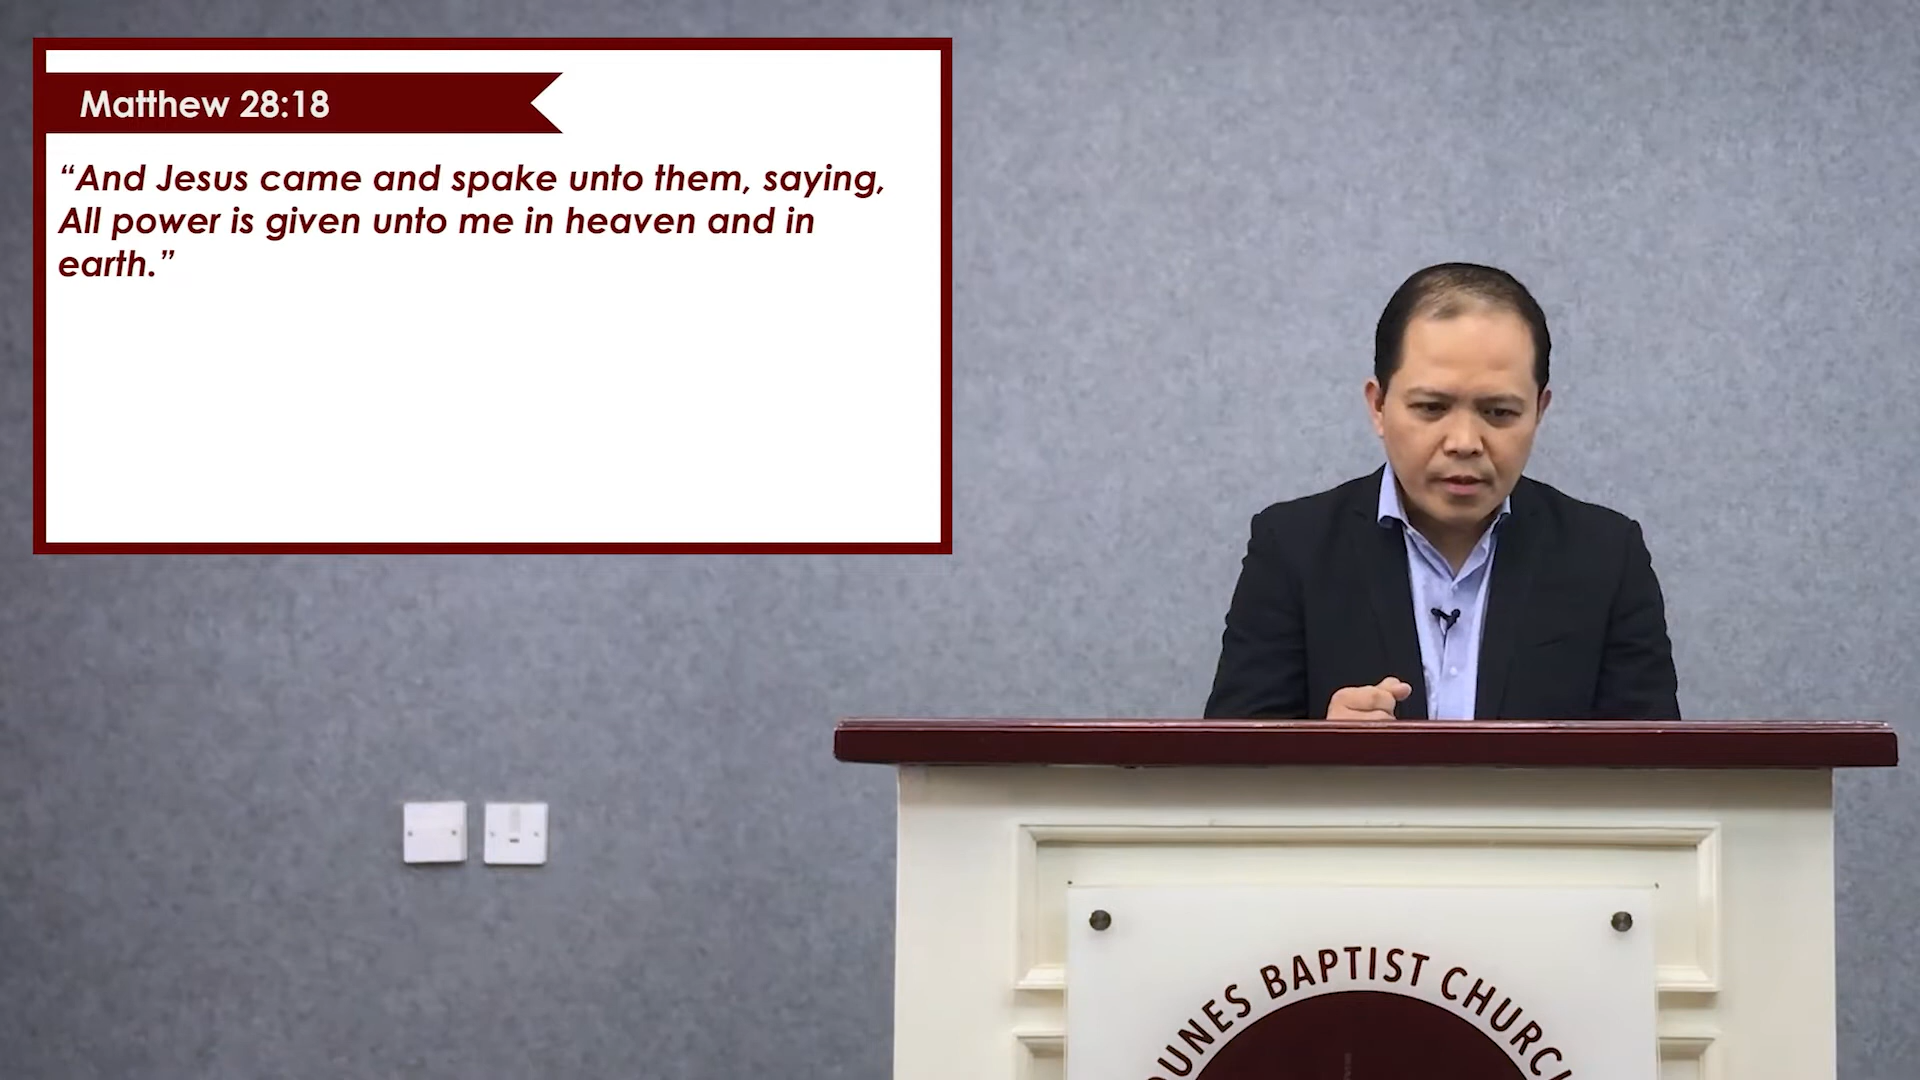 Matthew 28:18
“And Jesus came and spake unto them, saying,
All power is given unto me in heaven and in
earth.”
DUNES BAPTIST CHURCH